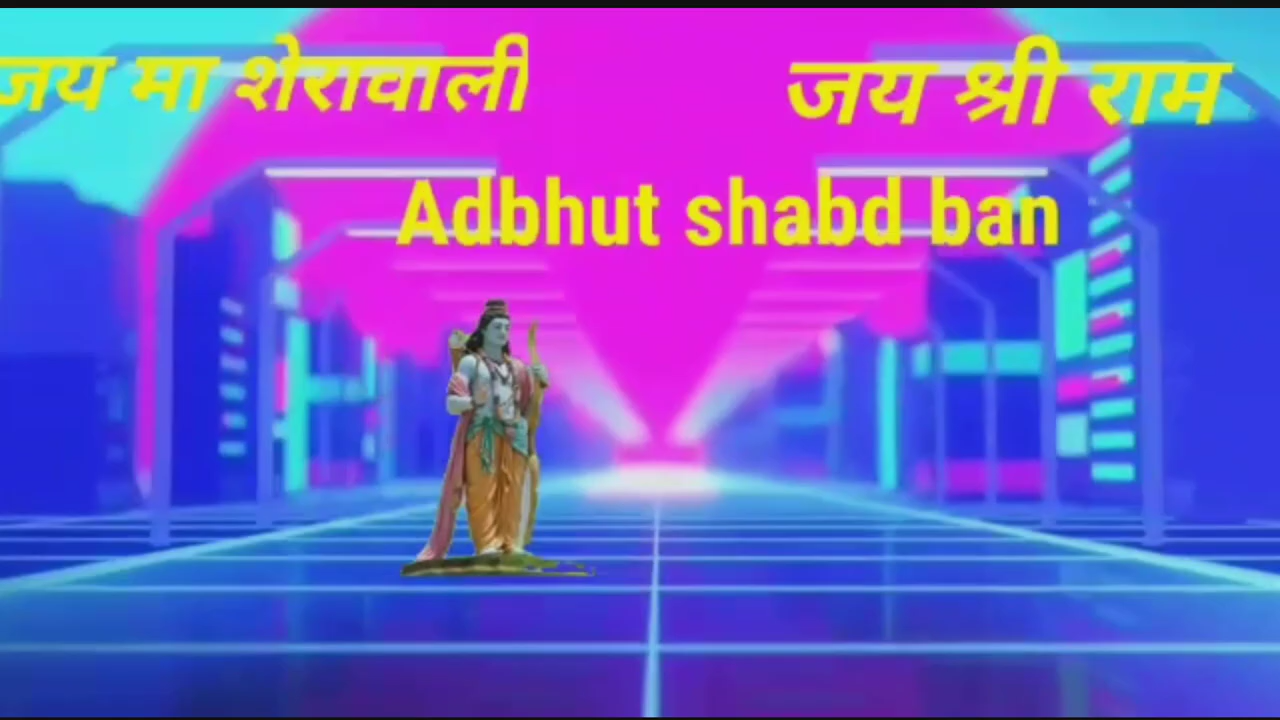 जय मा शेरावाली
जय श्री राम
Adbhut shabd ban